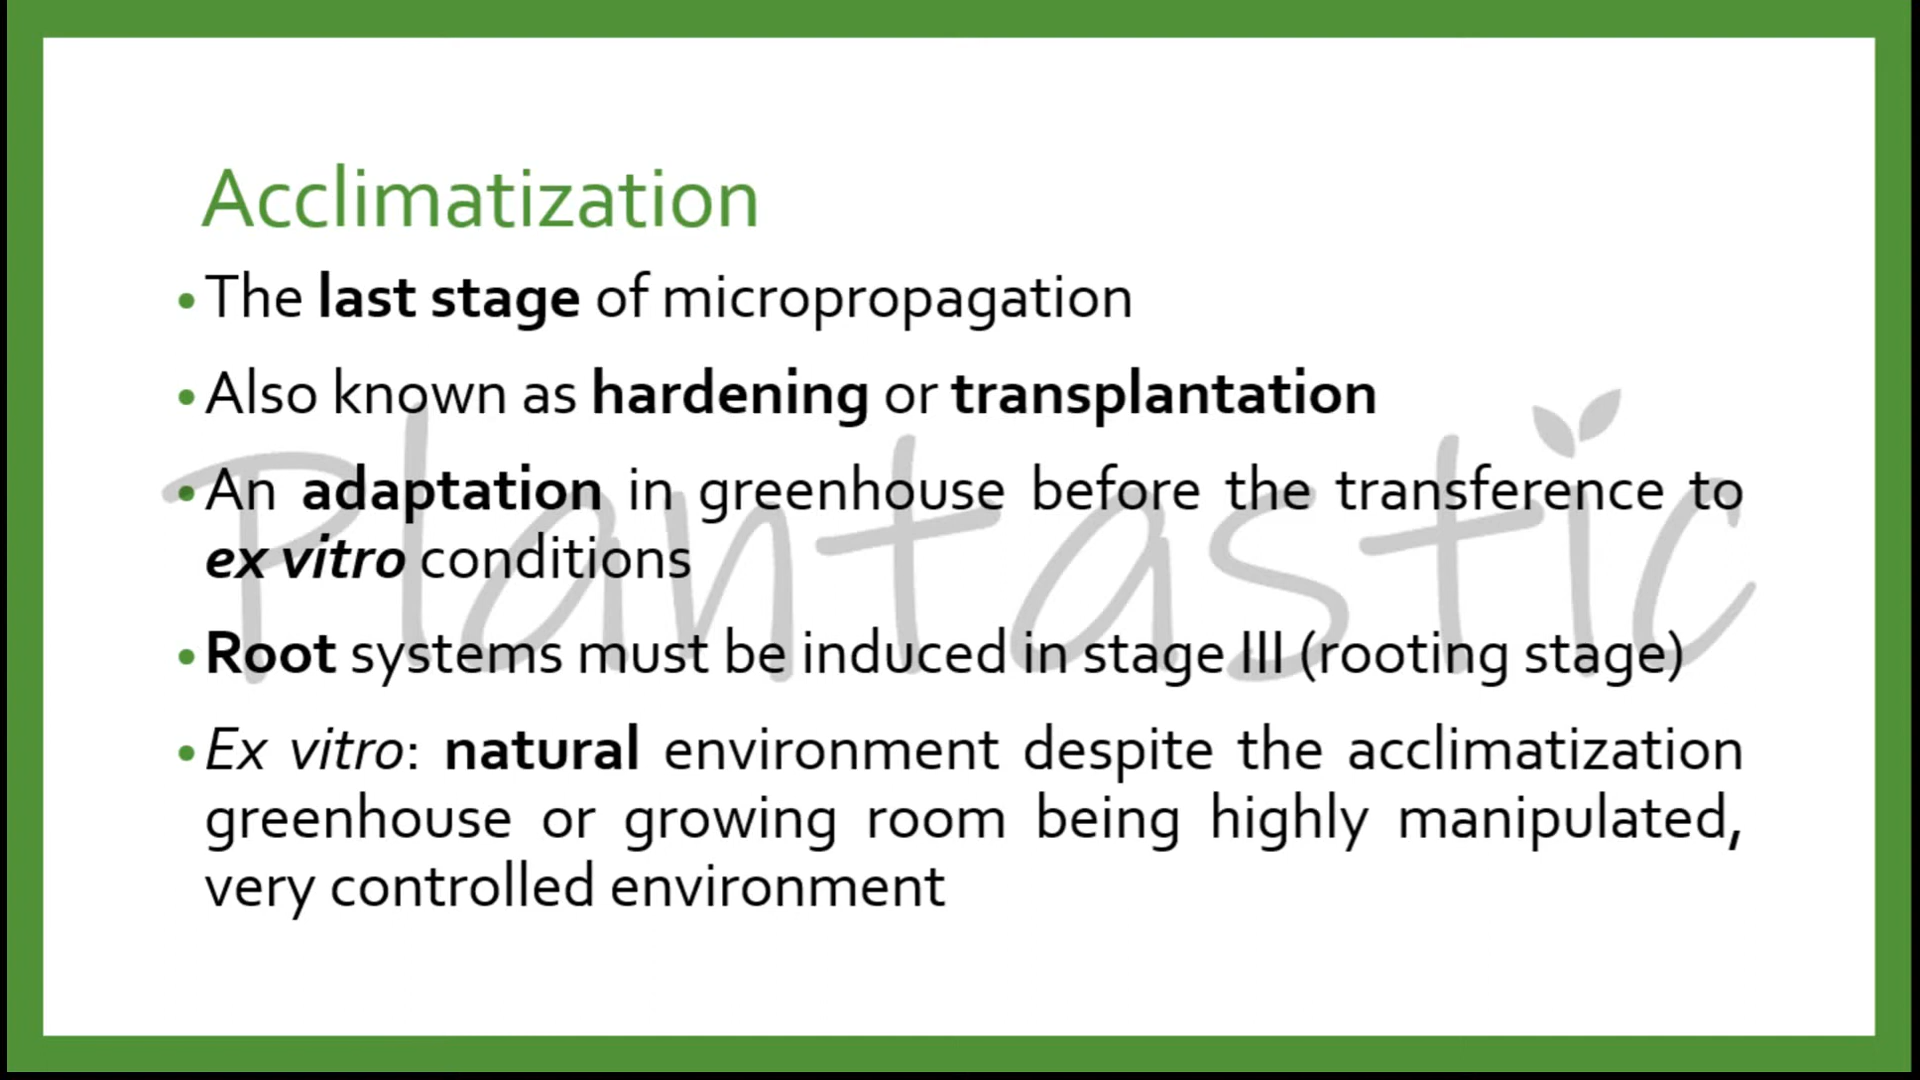 Acclimatization
• The last stage of micropropagation
• Also known as hardening or transplantation
• An adaptation in greenhouse before the transference to
ex vitro conditions
• Root systems must be induced in stage III (rooting stage)
• Ex vitro: natural environment despite the acclimatization
greenhouse or growing room being highly manipulated,
very controlled environment
Plantastic